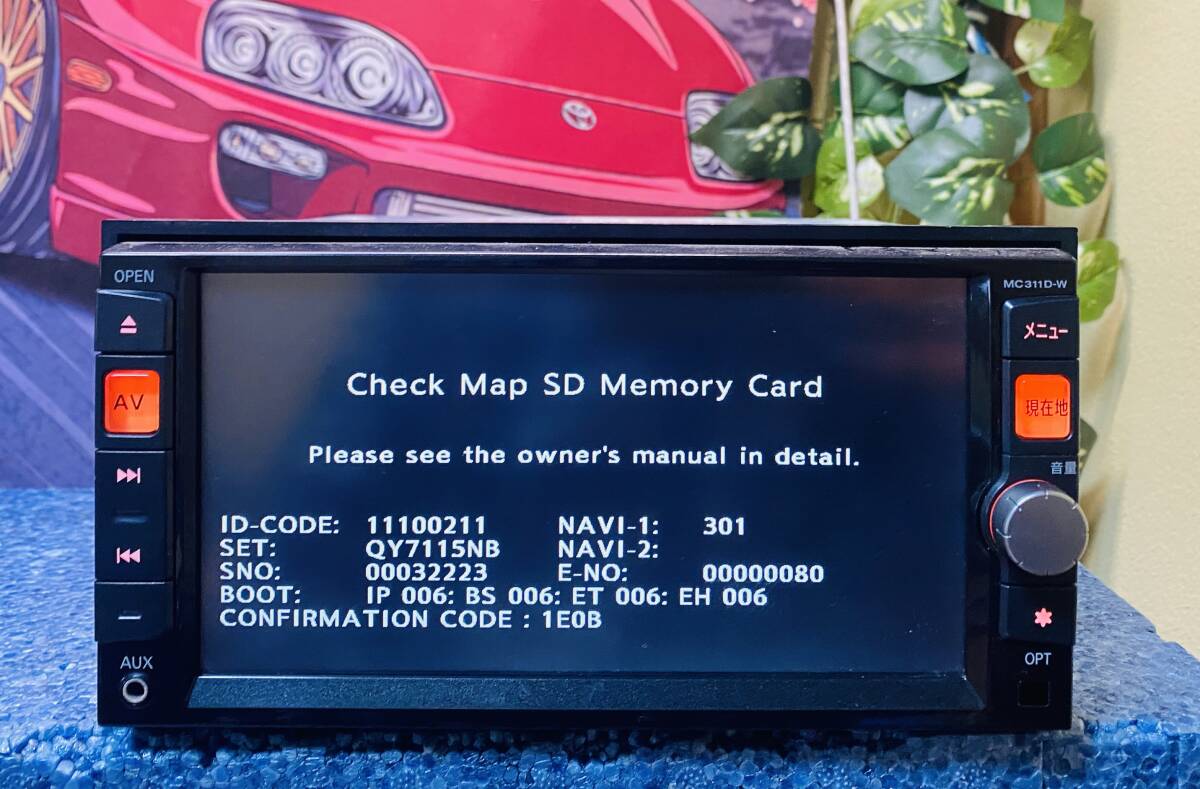 OPEN
MC311D-W
メニュー
AV
現在地
Check Map SD Memory Card
Please see the owner's manual in detail.
音量
ID-CODE: 11100211 NAVI-1: 301
SET: QY7115NB NAVI-2:
SNO: 00032223 E-NO: 00000080
BOOT: IP 006: BS 006: ET 006: EH 006
CONFIRMATION CODE : 1E0B
AUX
OPT